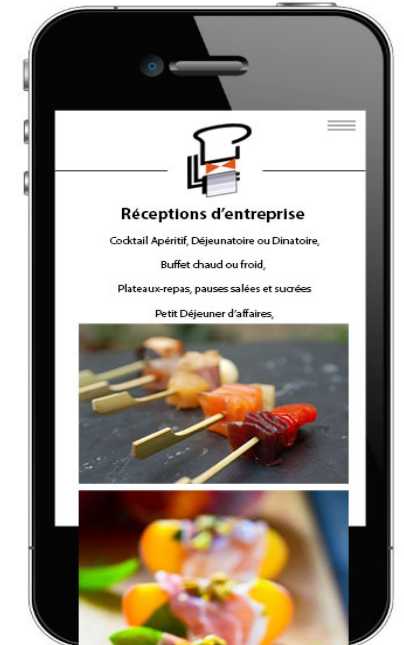 Réceptions d'entreprise
Cocktail Apéritif, Déjeunatoire ou Dinatoire,
Buffet chaud ou froid,
Plateaux-repas, pauses salées et sucrées
Petit Déjeuner d'affaires,